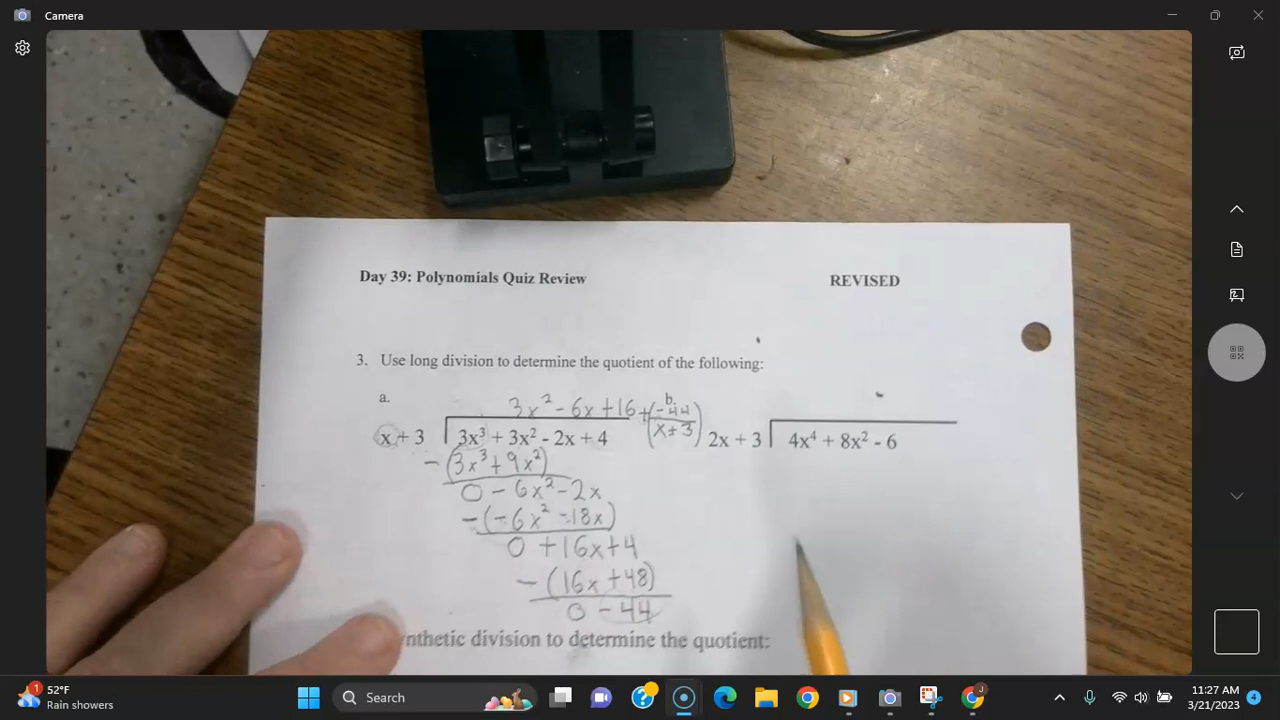 Camera
Day 39: Polynomials Quiz Review REVISED
3. Use long division to determine the quotient of the following:
a. b.
3x² - 6x + 16 + (-44 / x + 3)
x + 3 3x³ + 3x² - 2x + 4 2x + 3 4x⁴ + 8x² - 6
- (3x³ + 9x²)
0 - 6x² - 2x
- (-6x² - 18x)
0 + 16x + 4
- (16x + 48)
0 - 44
nthetic division to determine the quotient:
1
52°F
Rain showers
Search
11:27 AM
3/21/2023
4